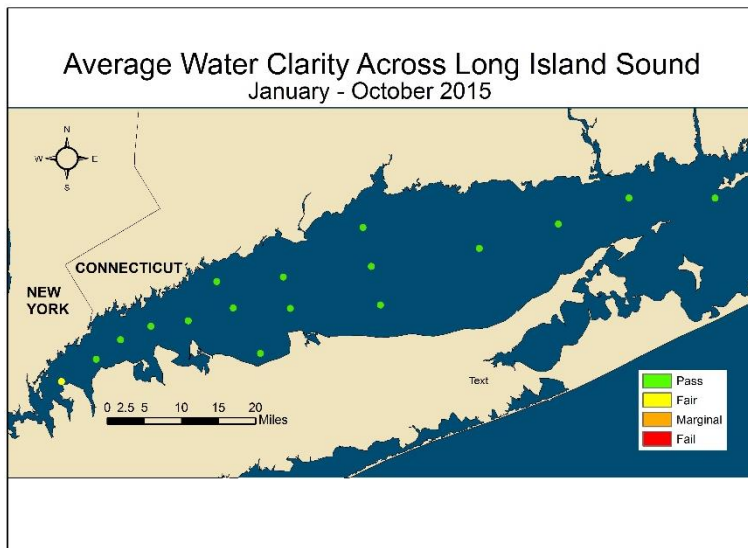 Average Water Clarity Across Long Island Sound
January - October 2015
N
W E
S
CONNECTICUT
NEW
YORK
Text
0 2.5 5 10 15 20
Miles
Pass
Fair
Marginal
Fail